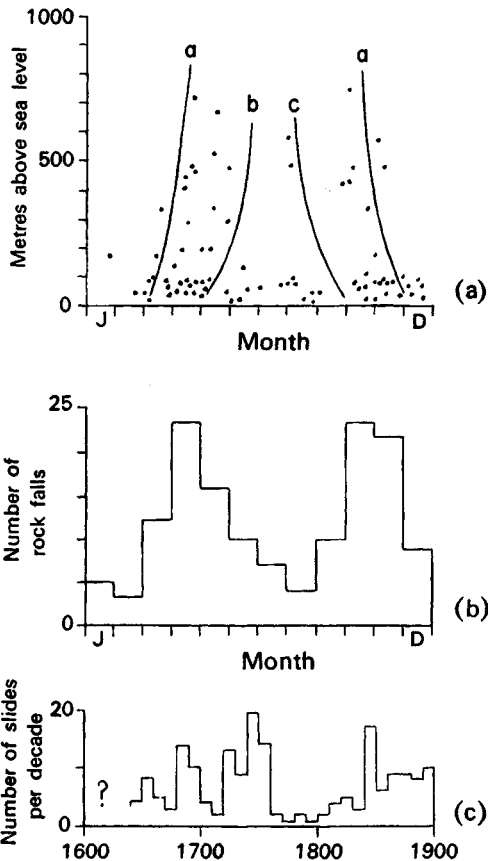 1000
a
a
b
c
500
Metres above sea level
0
J
D
Month
(a)
25
Number of
rock falls
0
J
D
Month
(b)
20
Number of slides
per decade
10
?
0
(c)
1600
1700
1800
1900